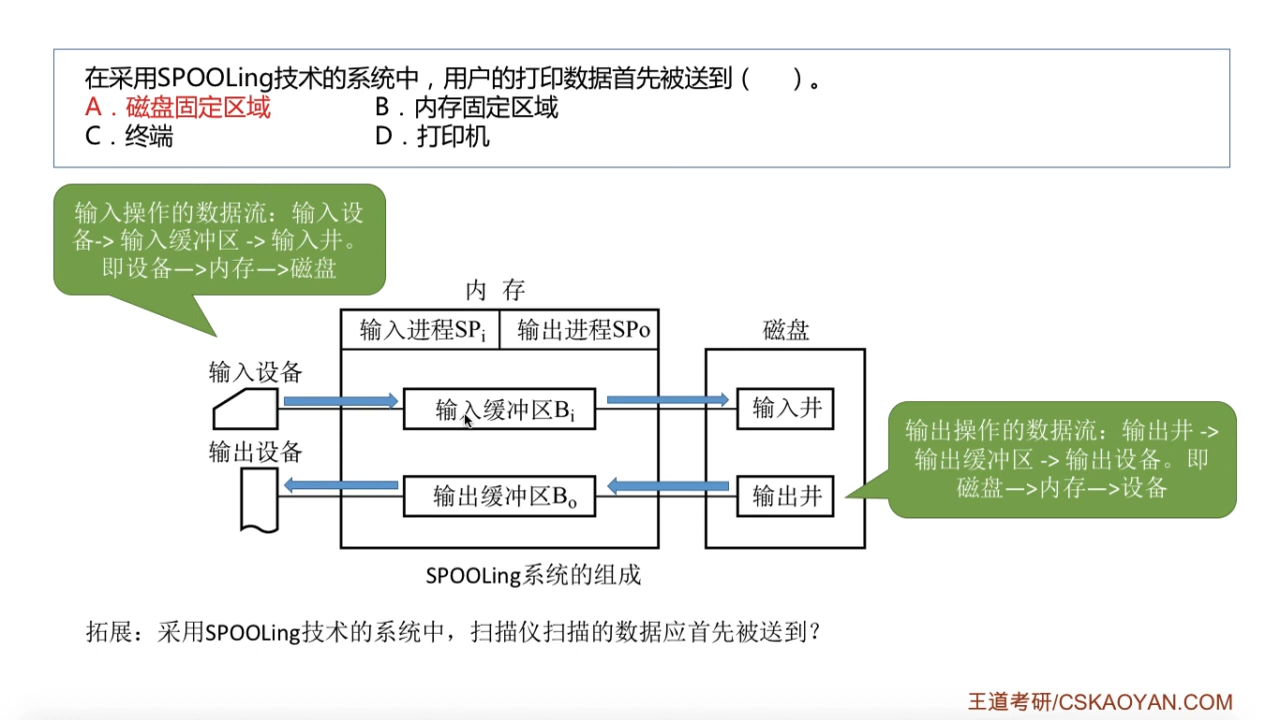 在采用SPOOLing技术的系统中，用户的打印数据首先被送到（　　）。
A．磁盘固定区域　　B．内存固定区域
C．终端　　D．打印机
输入操作的数据流：输入设
备-> 输入缓冲区 -> 输入井。
即设备—>内存—>磁盘
内 存
输入进程SPi　输出进程SPo
磁盘
输入设备
输入缓冲区Bi
输入井
输出设备
输出缓冲区Bo
输出井
输出操作的数据流：输出井 ->
输出缓冲区 -> 输出设备。即
磁盘—>内存—>设备
SPOOLing系统的组成
拓展：采用SPOOLing技术的系统中，扫描仪扫描的数据应首先被送到？
王道考研/CSKAOYAN.COM